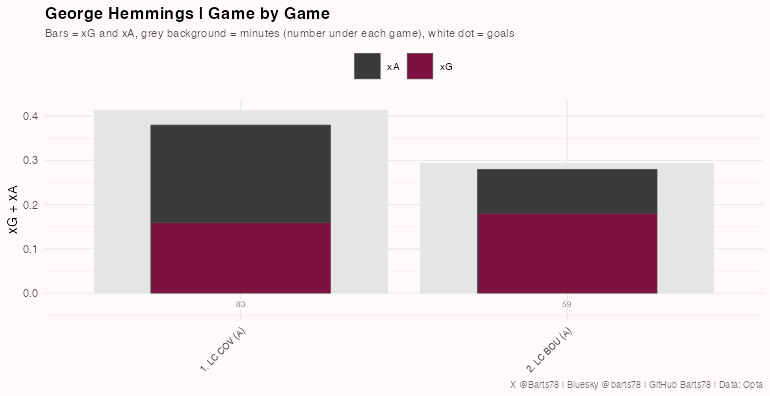 George Hemmings | Game by Game
Bars = xG and xA, grey background = minutes (number under each game), white dot = goals
xA xG
xG + xA
0.4
0.3
0.2
0.1
0.0
83 59
1. LC COV (A) 2. LC BOU (A)
X @Barts78 | Bluesky @barts78 | GitHub Barts78 | Data: Opta